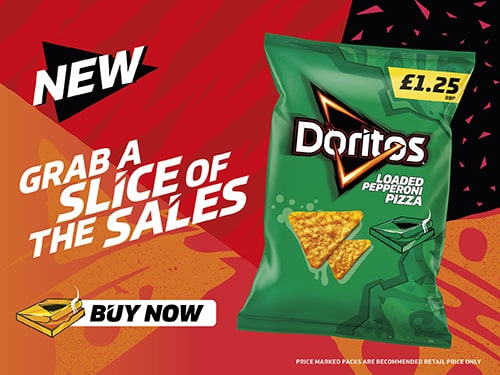 NEW
GRAB A
SLICE OF
THE SALES
BUY NOW
£1.25
RRP
Doritos
LOADED
PEPPERONI
PIZZA
PRICE MARKED PACKS ARE RECOMMENDED RETAIL PRICE ONLY